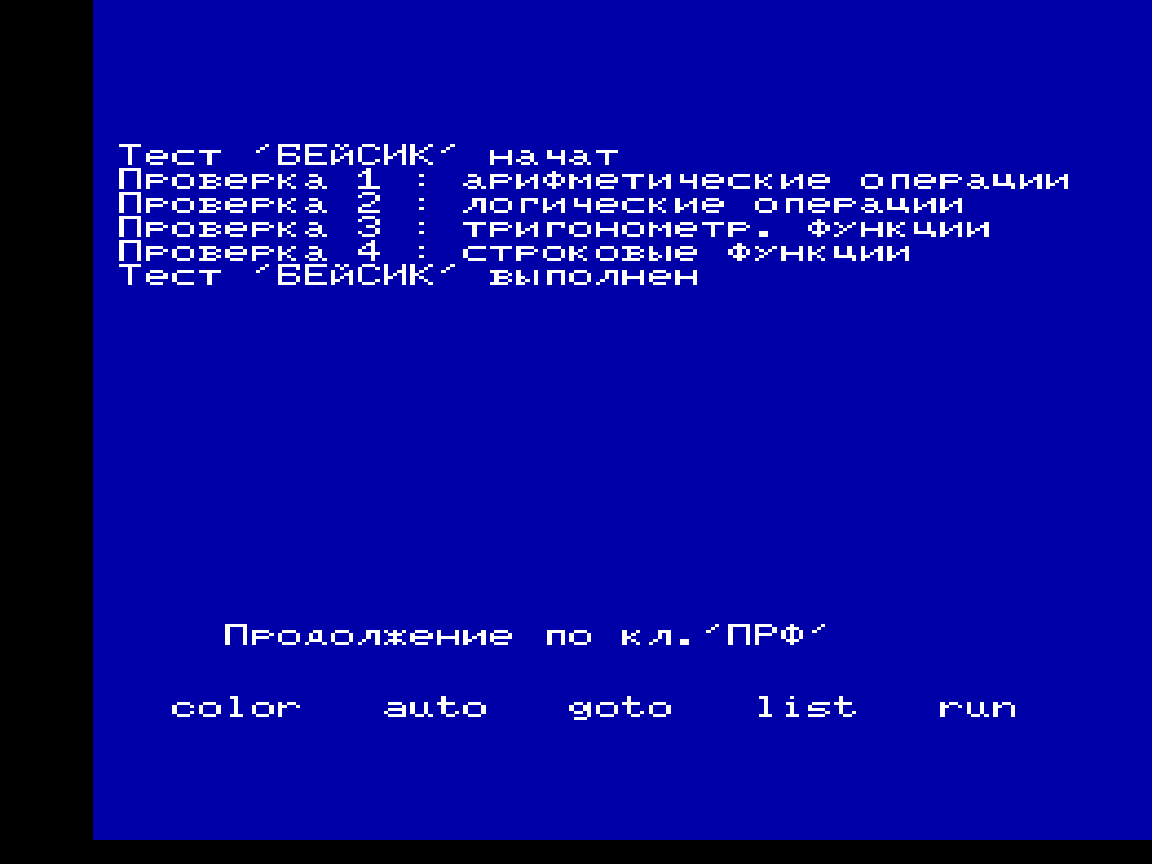 Тест ´БЕЙСИК´ начат
Проверка 1 : арифметические операции
Проверка 2 : логические операции
Проверка 3 : тригонометр. функции
Проверка 4 : строковые функции
Тест ´БЕЙСИК´ выполнен
Продолжение по кл.´ПРФ´
color auto goto list run